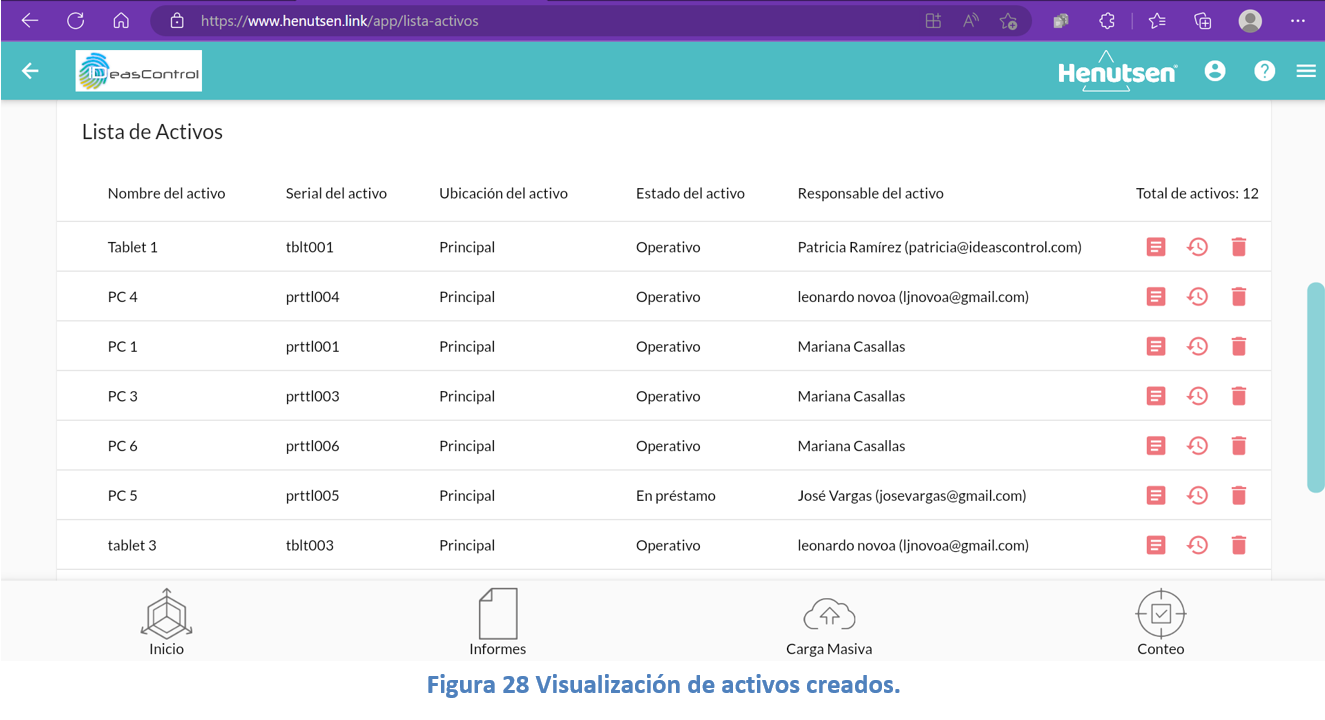 https://www.henutsen.link/app/lista-activos
IDeasControl
Henutsen
Lista de Activos
Nombre del activo Serial del activo Ubicación del activo Estado del activo Responsable del activo Total de activos: 12
Tablet 1 tblt001 Principal Operativo Patricia Ramírez (patricia@ideascontrol.com)
PC 4 prttl004 Principal Operativo leonardo novoa (ljnovoa@gmail.com)
PC 1 prttl001 Principal Operativo Mariana Casallas
PC 3 prttl003 Principal Operativo Mariana Casallas
PC 6 prttl006 Principal Operativo Mariana Casallas
PC 5 prttl005 Principal En préstamo José Vargas (josevargas@gmail.com)
tablet 3 tblt003 Principal Operativo leonardo novoa (ljnovoa@gmail.com)
Inicio Informes Carga Masiva Conteo
Figura 28 Visualización de activos creados.